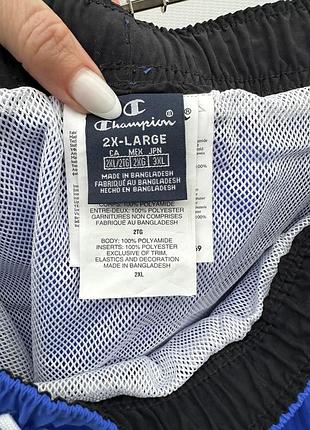 Champion
2X-LARGE
CA MEX JPN
2XL/2TG 2XG 3XL
MADE IN BANGLADESH
FABRIQUÉ AU BANGLADESH
HECHO EN BANGLADESH
CORPS: 100% POLYAMIDE
ENTRE-DEUX: 100% POLYESTER
GARNITURES NON COMPRISES
FABRIQUÉ AU BANGLADESH
2TG
BODY: 100% POLYAMIDE
INSERTS: 100% POLYESTER
EXCLUSIVE OF TRIM,
ELASTICS AND DECORATION
MADE IN BANGLADESH
2XL